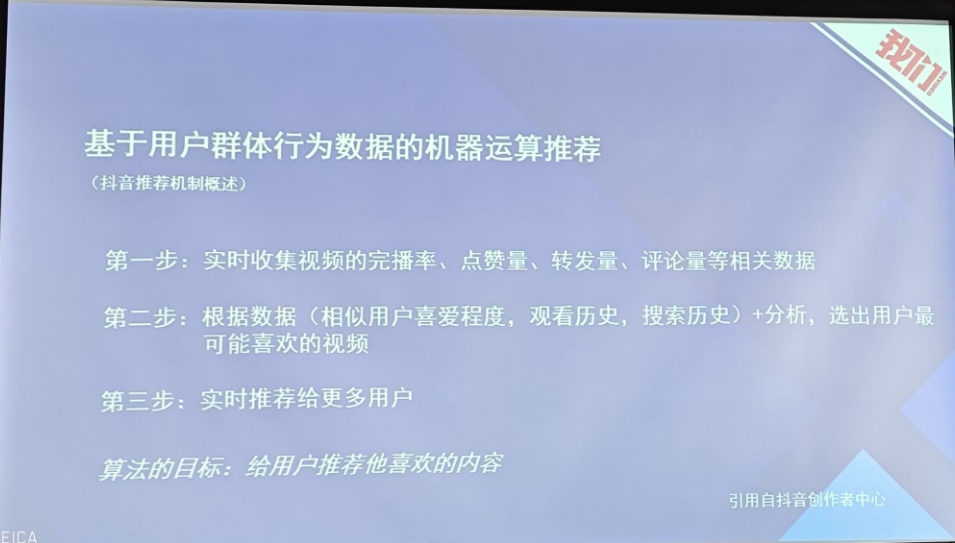 我们
基于用户群体行为数据的机器运算推荐
（抖音推荐机制概述）
第一步：实时收集视频的完播率、点赞量、转发量、评论量等相关数据
第二步：根据数据（相似用户喜爱程度，观看历史，搜索历史）+分析，选出用户最
可能喜欢的视频
第三步：实时推荐给更多用户
算法的目标：给用户推荐他喜欢的内容
引用自抖音创作者中心
EICA